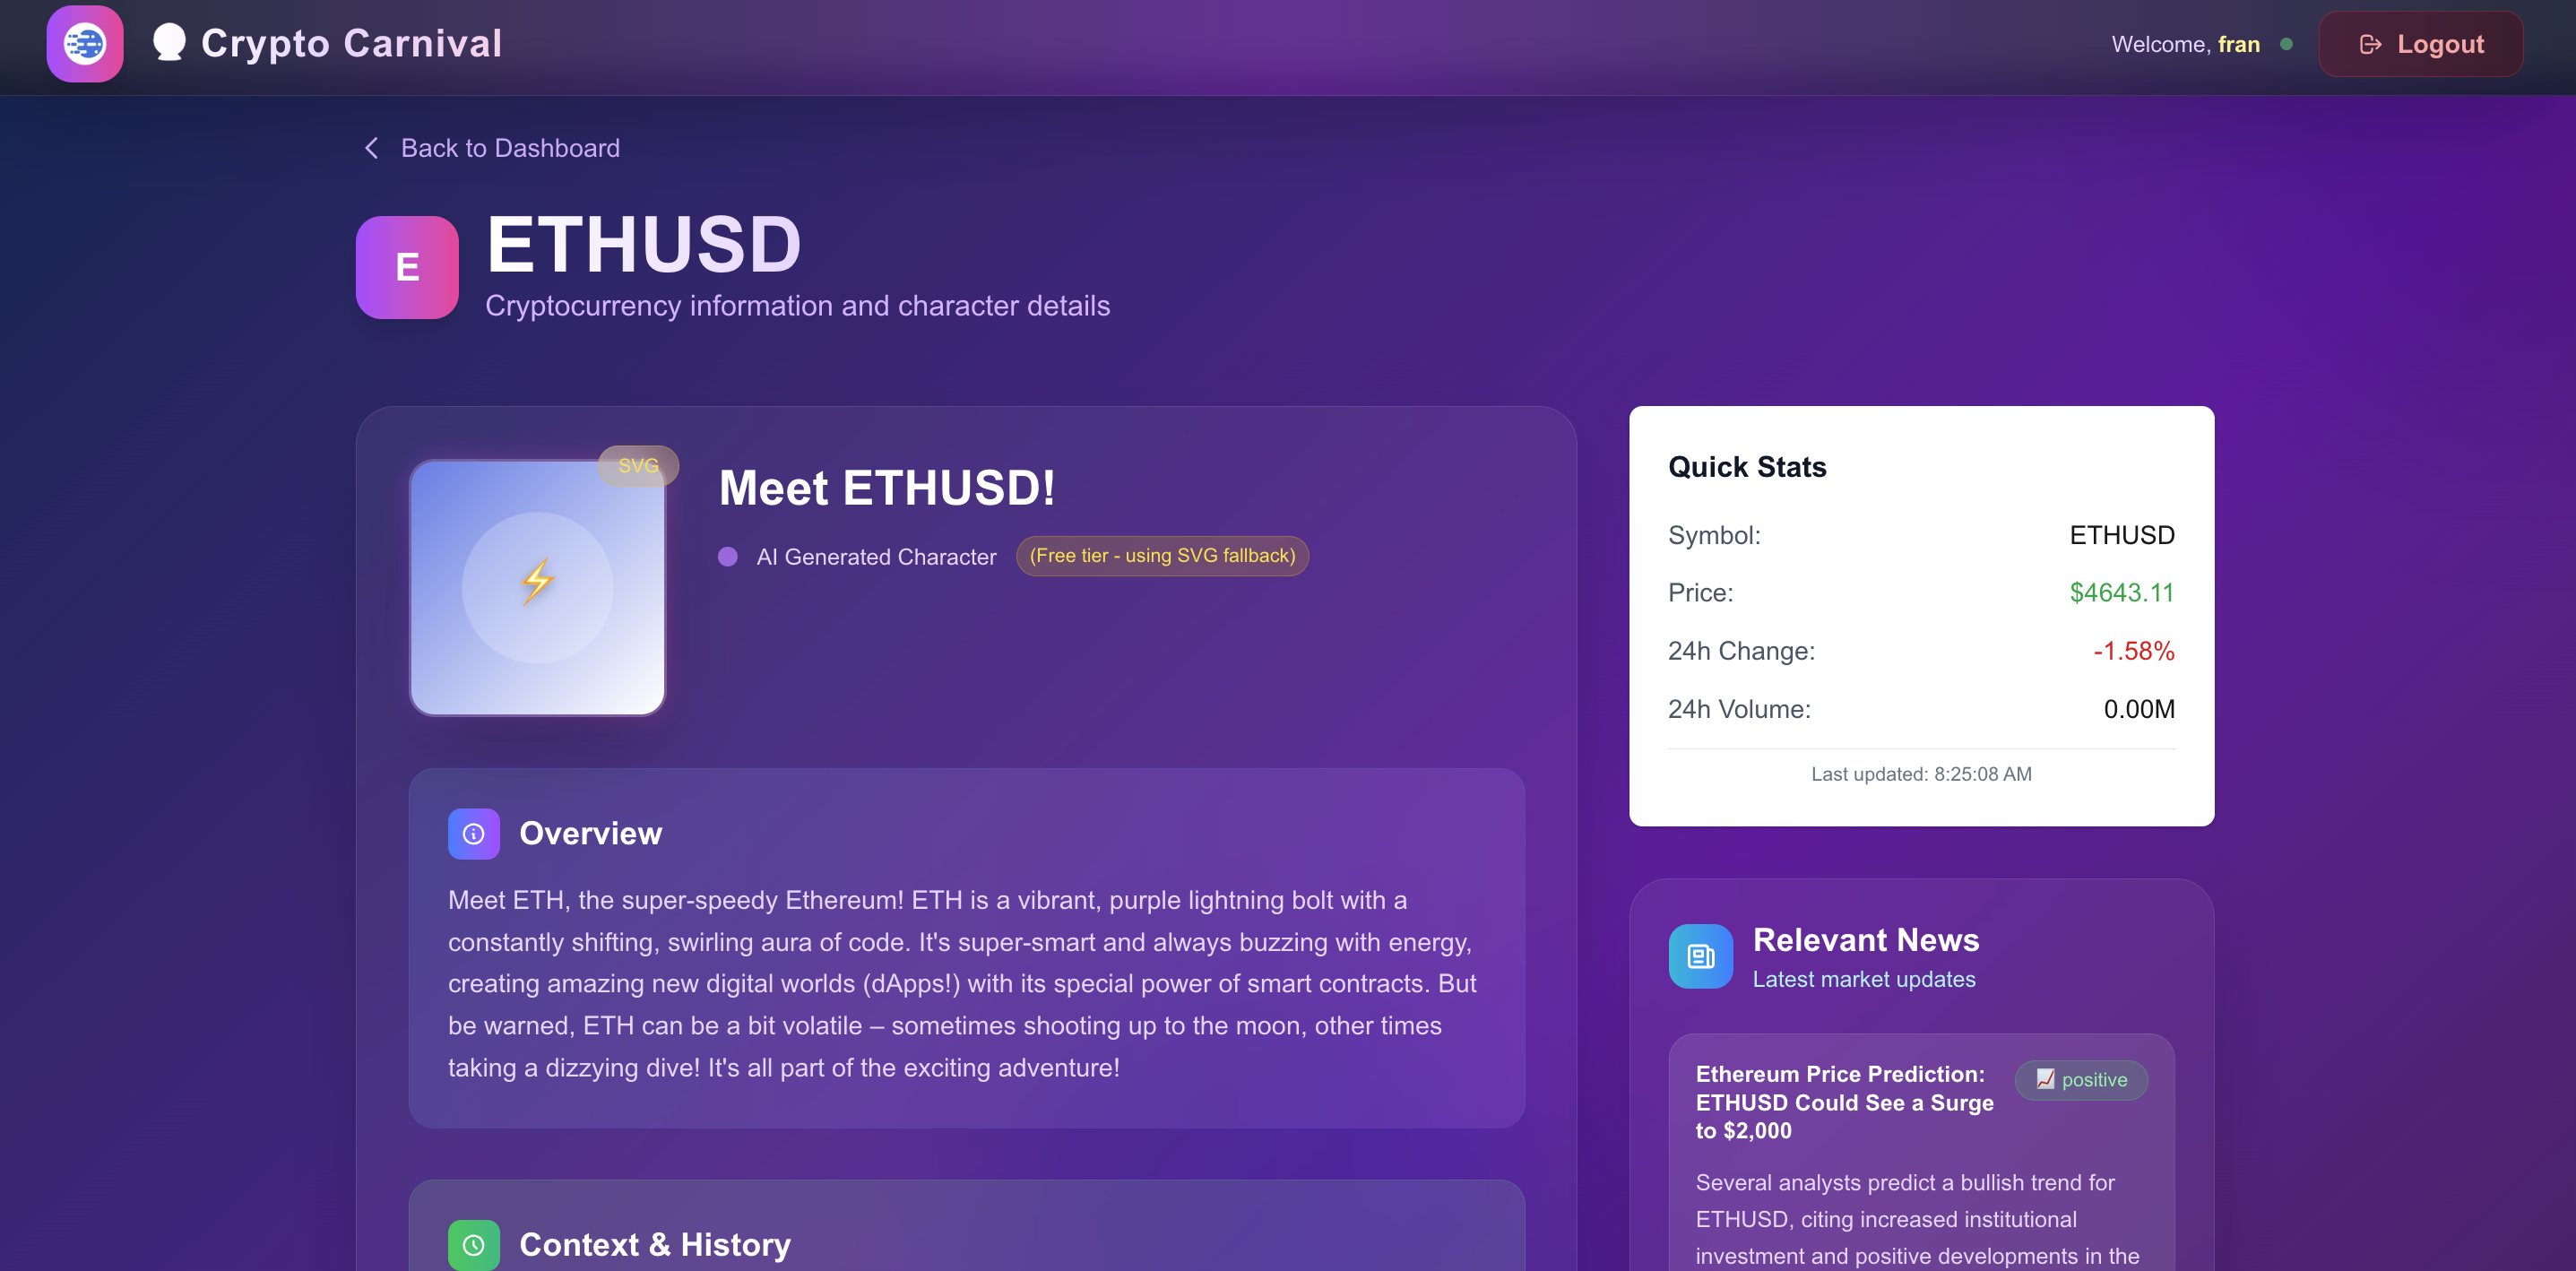 Crypto Carnival
Welcome, fran
Logout
Back to Dashboard
E
ETHUSD
Cryptocurrency information and character details
SVG
Meet ETHUSD!
AI Generated Character
(Free tier - using SVG fallback)
Overview
Meet ETH, the super-speedy Ethereum! ETH is a vibrant, purple lightning bolt with a
constantly shifting, swirling aura of code. It's super-smart and always buzzing with energy,
creating amazing new digital worlds (dApps!) with its special power of smart contracts. But
be warned, ETH can be a bit volatile – sometimes shooting up to the moon, other times
taking a dizzying dive! It's all part of the exciting adventure!
Context & History
Quick Stats
Symbol: ETHUSD
Price: $4643.11
24h Change: -1.58%
24h Volume: 0.00M
Last updated: 8:25:08 AM
Relevant News
Latest market updates
Ethereum Price Prediction:
ETHUSD Could See a Surge
to $2,000
positive
Several analysts predict a bullish trend for
ETHUSD, citing increased institutional
investment and positive developments in the